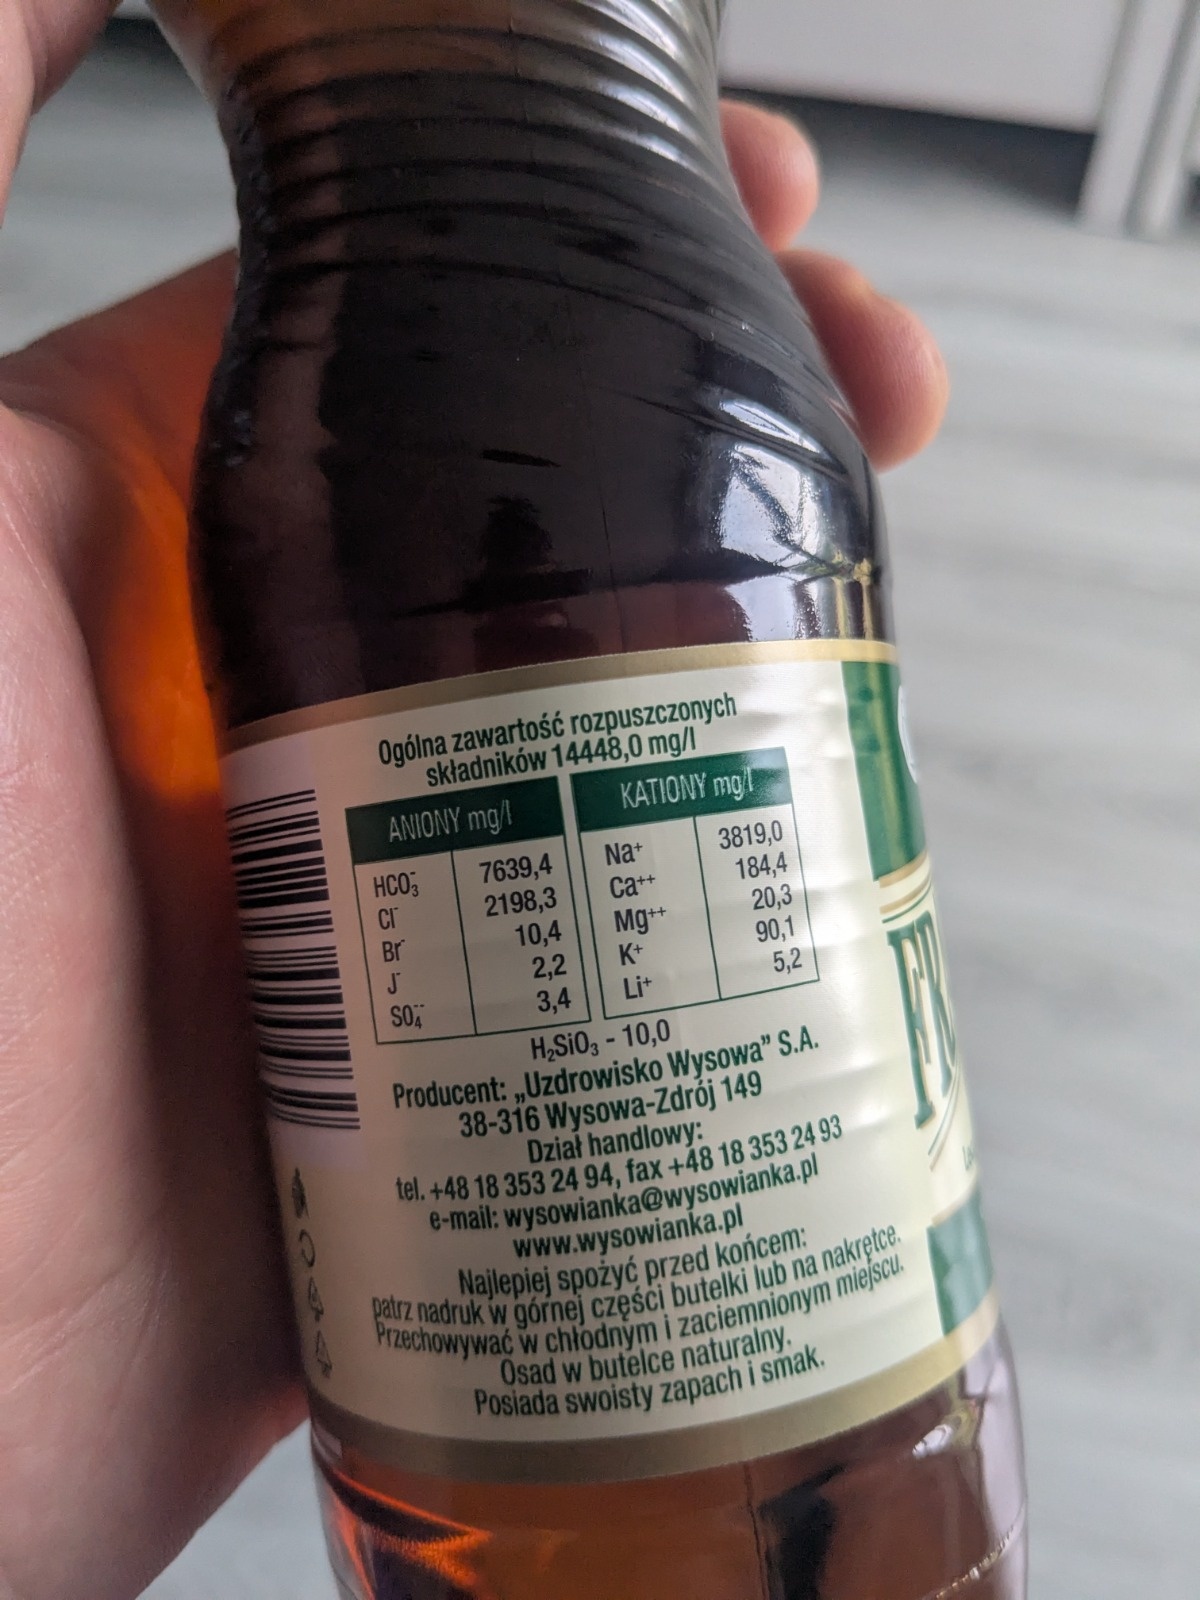 Ogólna zawartość rozpuszczonych
składników 14448,0 mg/l
ANIONY mg/l
HCO₃⁻ 7639,4
Cl⁻ 2198,3
Br⁻ 10,4
J⁻ 2,2
SO₄⁻⁻ 3,4
KATIONY mg/l
Na⁺ 3819,0
Ca⁺⁺ 184,4
Mg⁺⁺ 20,3
K⁺ 90,1
Li⁺ 5,2
H₂SiO₃ - 10,0
Producent: „Uzdrowisko Wysowa” S.A.
38-316 Wysowa-Zdrój 149
Dział handlowy:
tel. +48 18 353 24 94, fax +48 18 353 24 93
e-mail: wysowianka@wysowianka.pl
www.wysowianka.pl
Najlepiej spożyć przed końcem:
patrz nadruk w górnej części butelki lub na nakrętce.
Przechowywać w chłodnym i zaciemnionym miejscu.
Osad w butelce naturalny.
Posiada swoisty zapach i smak.